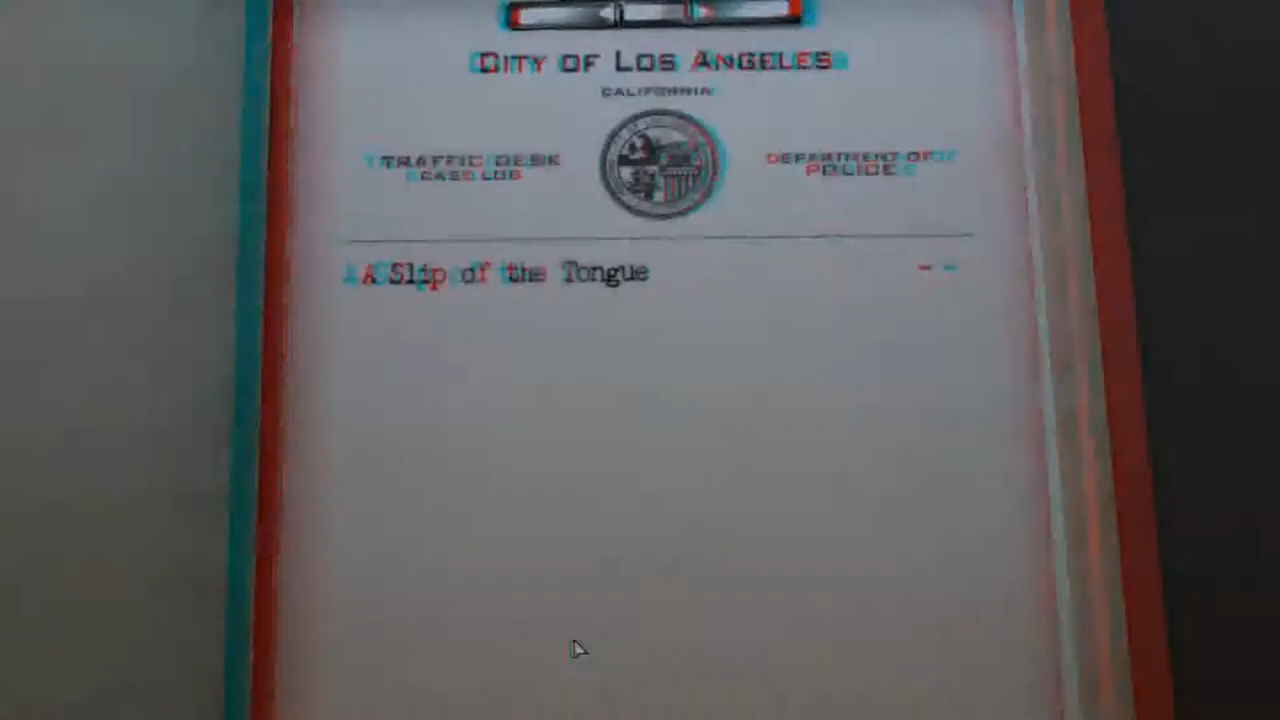 CITY OF LOS ANGELES
CALIFORNIA
TRAFFIC DESK
CASE LOG
DEPARTMENT OF
POLICE
A Slip of the Tongue
--